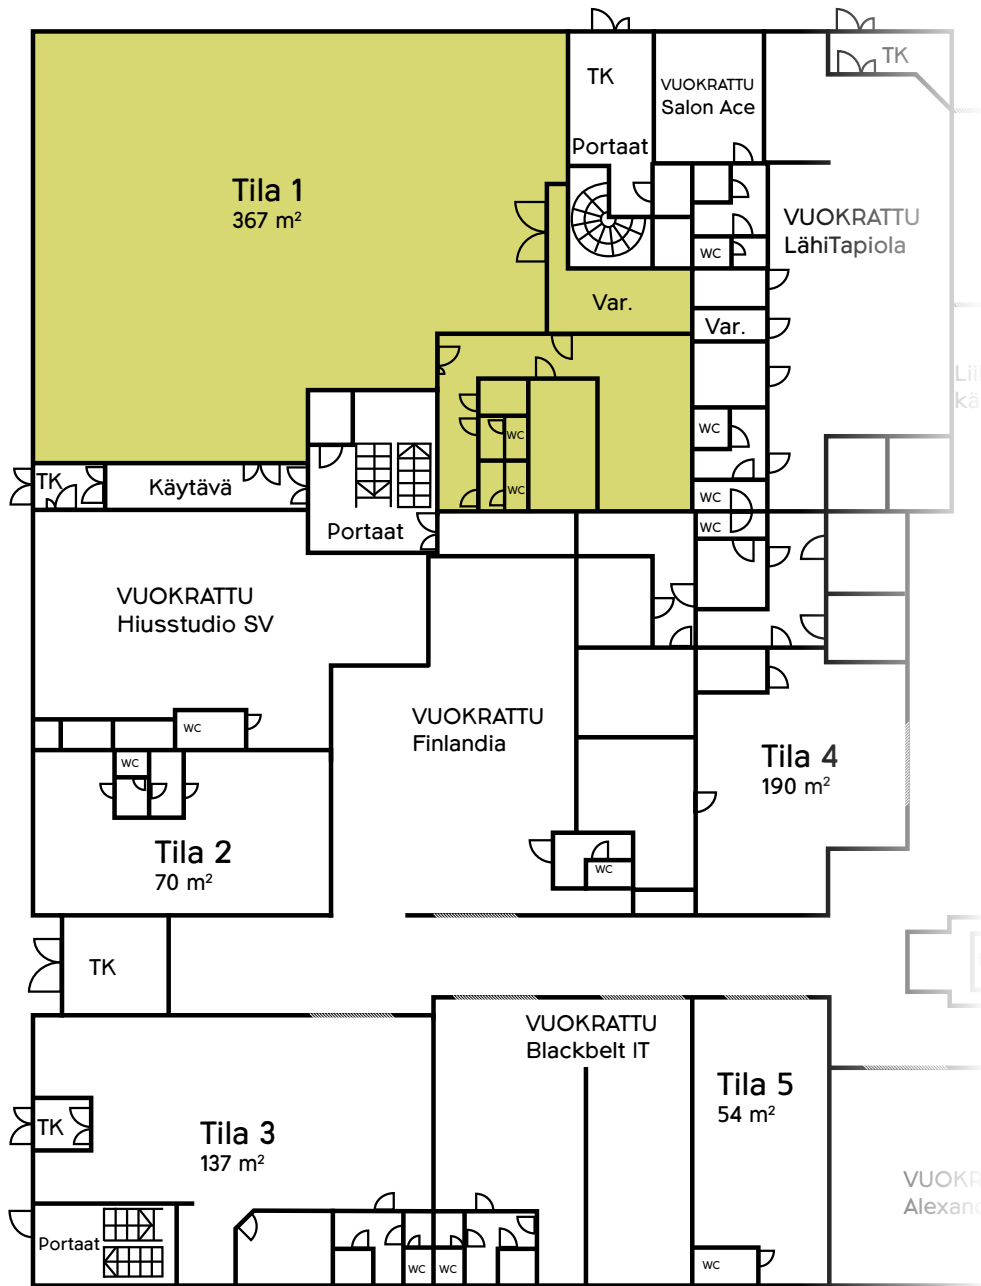 TK
TK
VUOKRATTU
Salon Ace
Portaat
Tila 1
367 m²
VUOKRATTU
LähiTapiola
WC
Var.
Var.
WC
WC
WC
WC
WC
TK
Käytävä
Portaat
VUOKRATTU
Hiusstudio SV
VUOKRATTU
Finlandia
WC
WC
Tila 4
190 m²
Tila 2
70 m²
WC
TK
VUOKRATTU
Blackbelt IT
Tila 5
54 m²
TK
Tila 3
137 m²
Portaat
WC
WC
WC